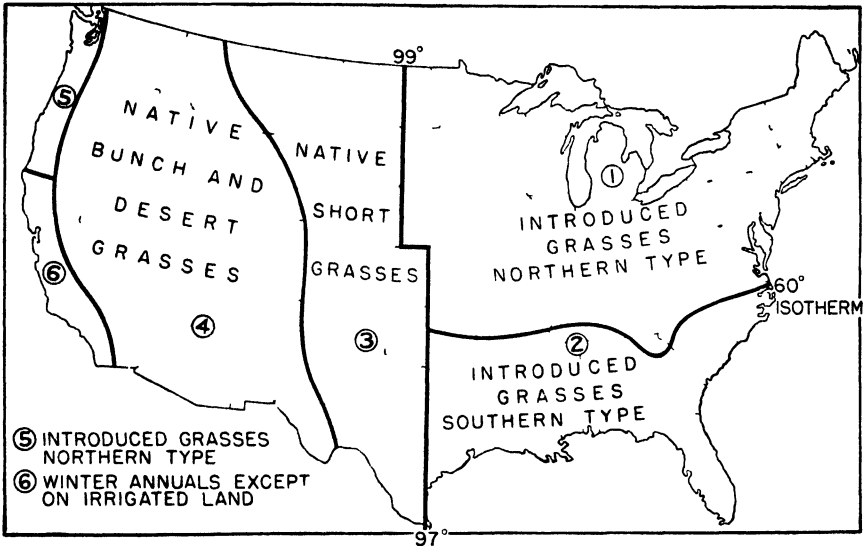 99°
⑤
NATIVE
BUNCH AND
DESERT
GRASSES
④
NATIVE
SHORT
GRASSES
③
①
INTRODUCED
GRASSES
NORTHERN TYPE
60°
ISOTHERM
⑥
②
INTRODUCED
GRASSES
SOUTHERN TYPE
⑤ INTRODUCED GRASSES
NORTHERN TYPE
⑥ WINTER ANNUALS EXCEPT
ON IRRIGATED LAND
97°